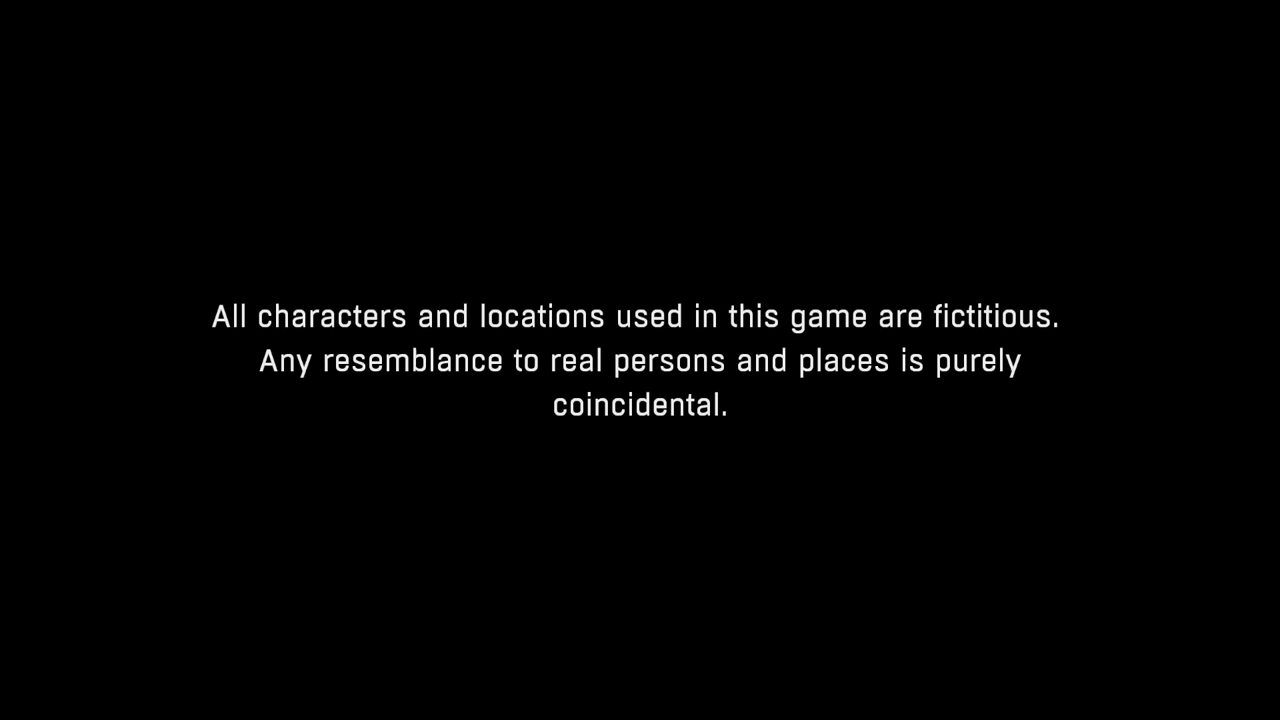 All characters and locations used in this game are fictitious.
Any resemblance to real persons and places is purely
coincidental.